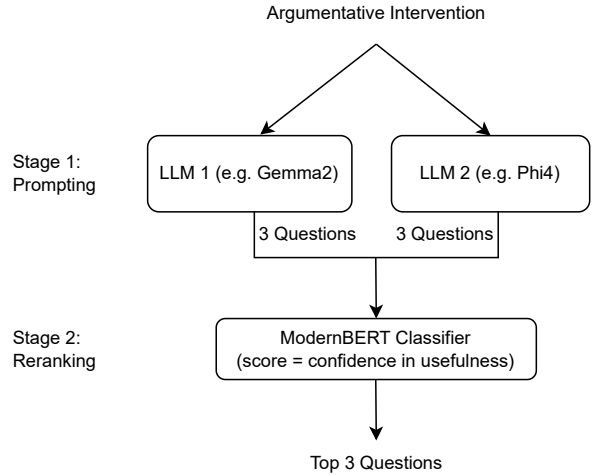 Argumentative Intervention
Stage 1:
Prompting
LLM 1 (e.g. Gemma2)
LLM 2 (e.g. Phi4)
3 Questions
3 Questions
Stage 2:
Reranking
ModernBERT Classifier
(score = confidence in usefulness)
Top 3 Questions